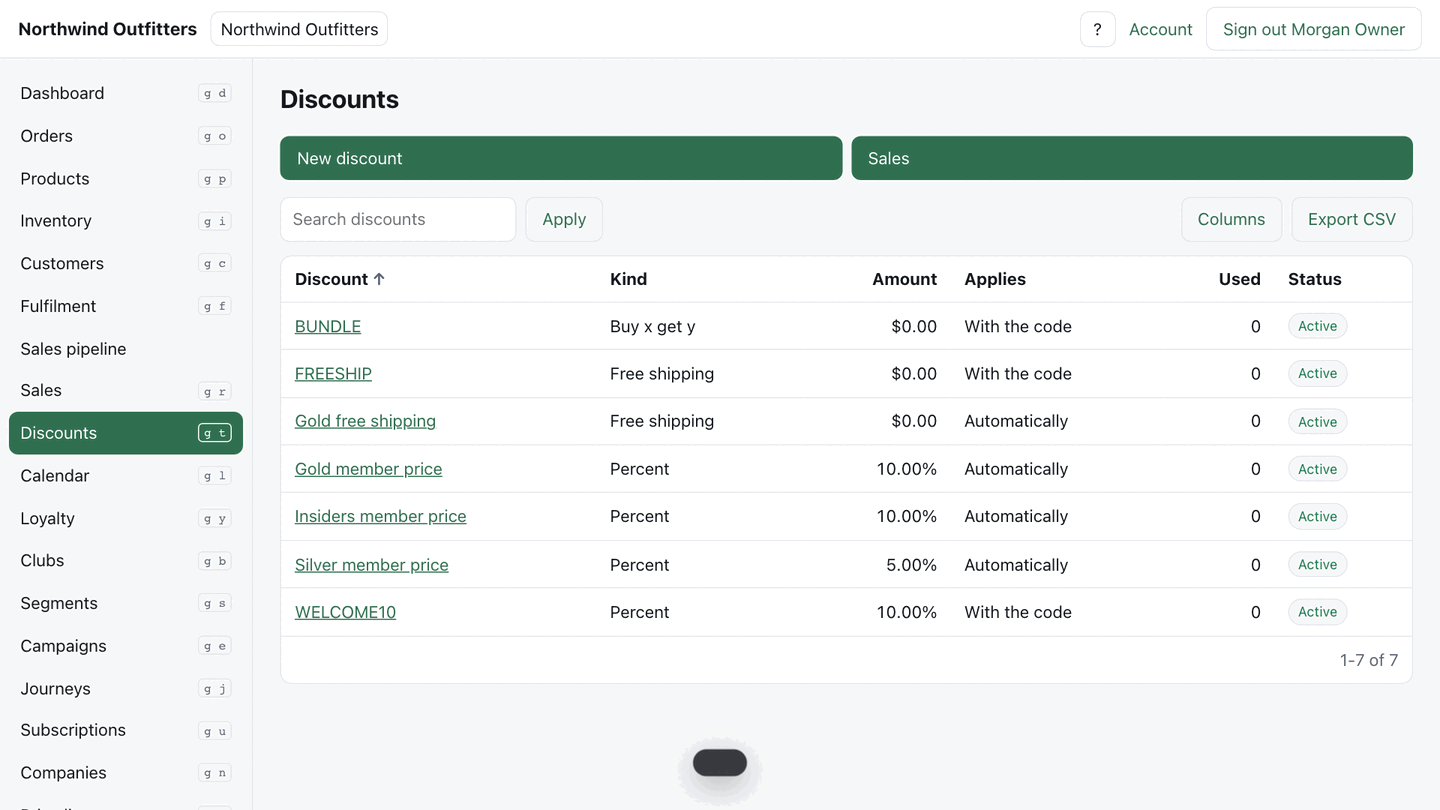 Northwind Outfitters Northwind Outfitters ? Account Sign out Morgan Owner
Dashboard g d
Orders g o
Products g p
Inventory g i
Customers g c
Fulfilment g f
Sales pipeline
Sales g r
Discounts g t
Calendar g l
Loyalty g y
Clubs g b
Segments g s
Campaigns g e
Journeys g j
Subscriptions g u
Companies g n
Discounts
New discount Sales
Search discounts Apply Columns Export CSV
Discount ↑ Kind Amount Applies Used Status
BUNDLE Buy x get y $0.00 With the code 0 Active
FREESHIP Free shipping $0.00 With the code 0 Active
Gold free shipping Free shipping $0.00 Automatically 0 Active
Gold member price Percent 10.00% Automatically 0 Active
Insiders member price Percent 10.00% Automatically 0 Active
Silver member price Percent 5.00% Automatically 0 Active
WELCOME10 Percent 10.00% With the code 0 Active
1-7 of 7